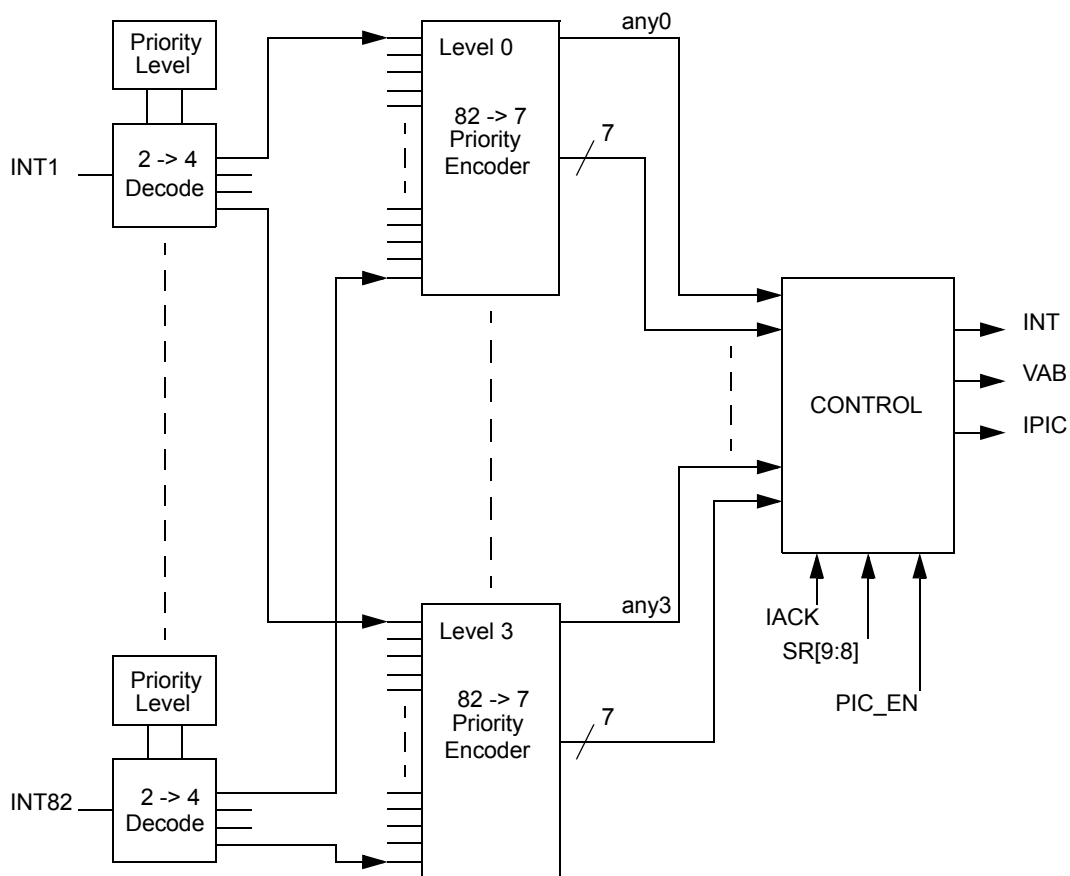 Priority
Level
INT1
2 -> 4
Decode
Level 0
82 -> 7
Priority
Encoder
any0
7
INT
VAB
IPIC
CONTROL
IACK
SR[9:8]
PIC_EN
any3
Level 3
82 -> 7
Priority
Encoder
7
Priority
Level
INT82
2 -> 4
Decode